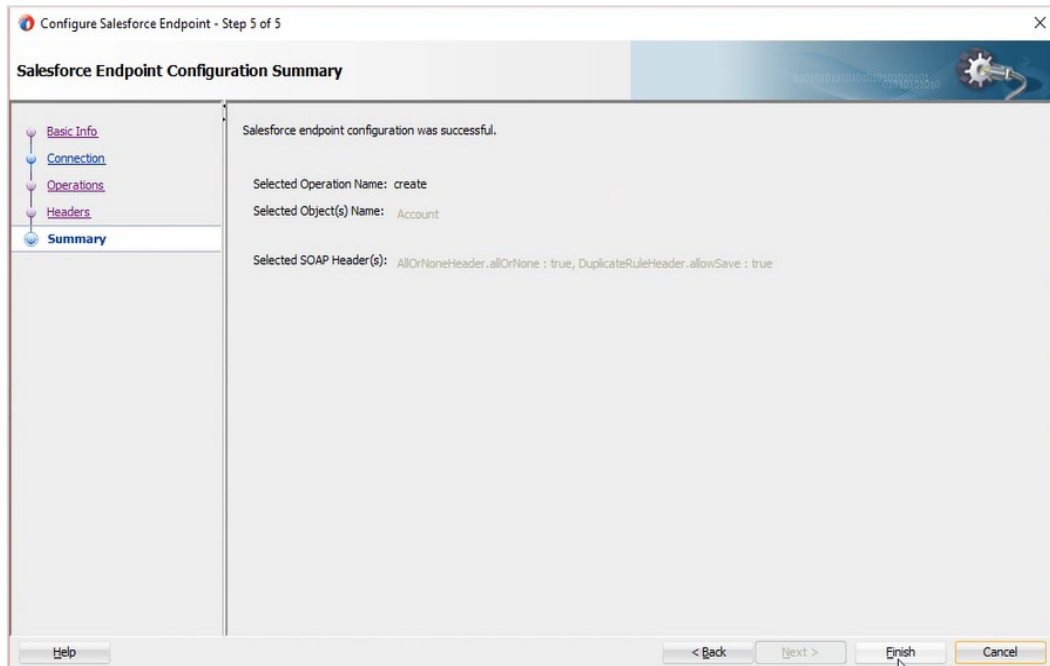 Configure Salesforce Endpoint - Step 5 of 5
Salesforce Endpoint Configuration Summary
Basic Info
Connection
Operations
Headers
Summary
Salesforce endpoint configuration was successful.
Selected Operation Name: create
Selected Object(s) Name: Account
Selected SOAP Header(s): AllOrNoneHeader.allOrNone : true, DuplicateRuleHeader.allowSave : true
Help
< Back
Next >
Finish
Cancel